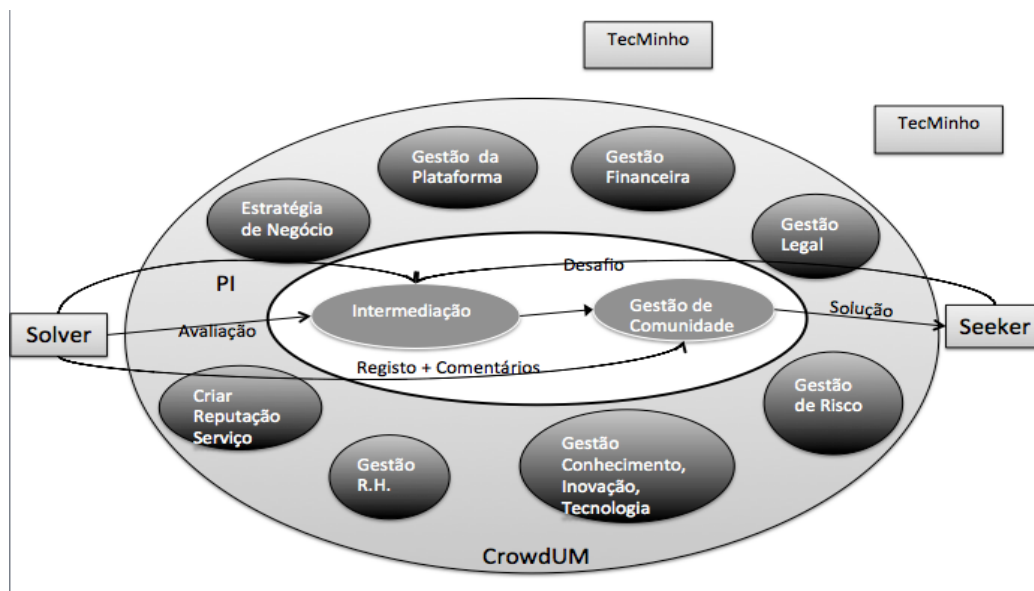 TecMinho
TecMinho
Gestão da
Plataforma
Gestão
Financeira
Estratégia
de Negócio
Gestão
Legal
PI
Desafio
Intermediação
Gestão de
Comunidade
Solução
Solver
Avaliação
Seeker
Registo + Comentários
Criar
Reputação
Serviço
Gestão
de Risco
Gestão
R.H.
Gestão
Conhecimento,
Inovação,
Tecnologia
CrowdUM